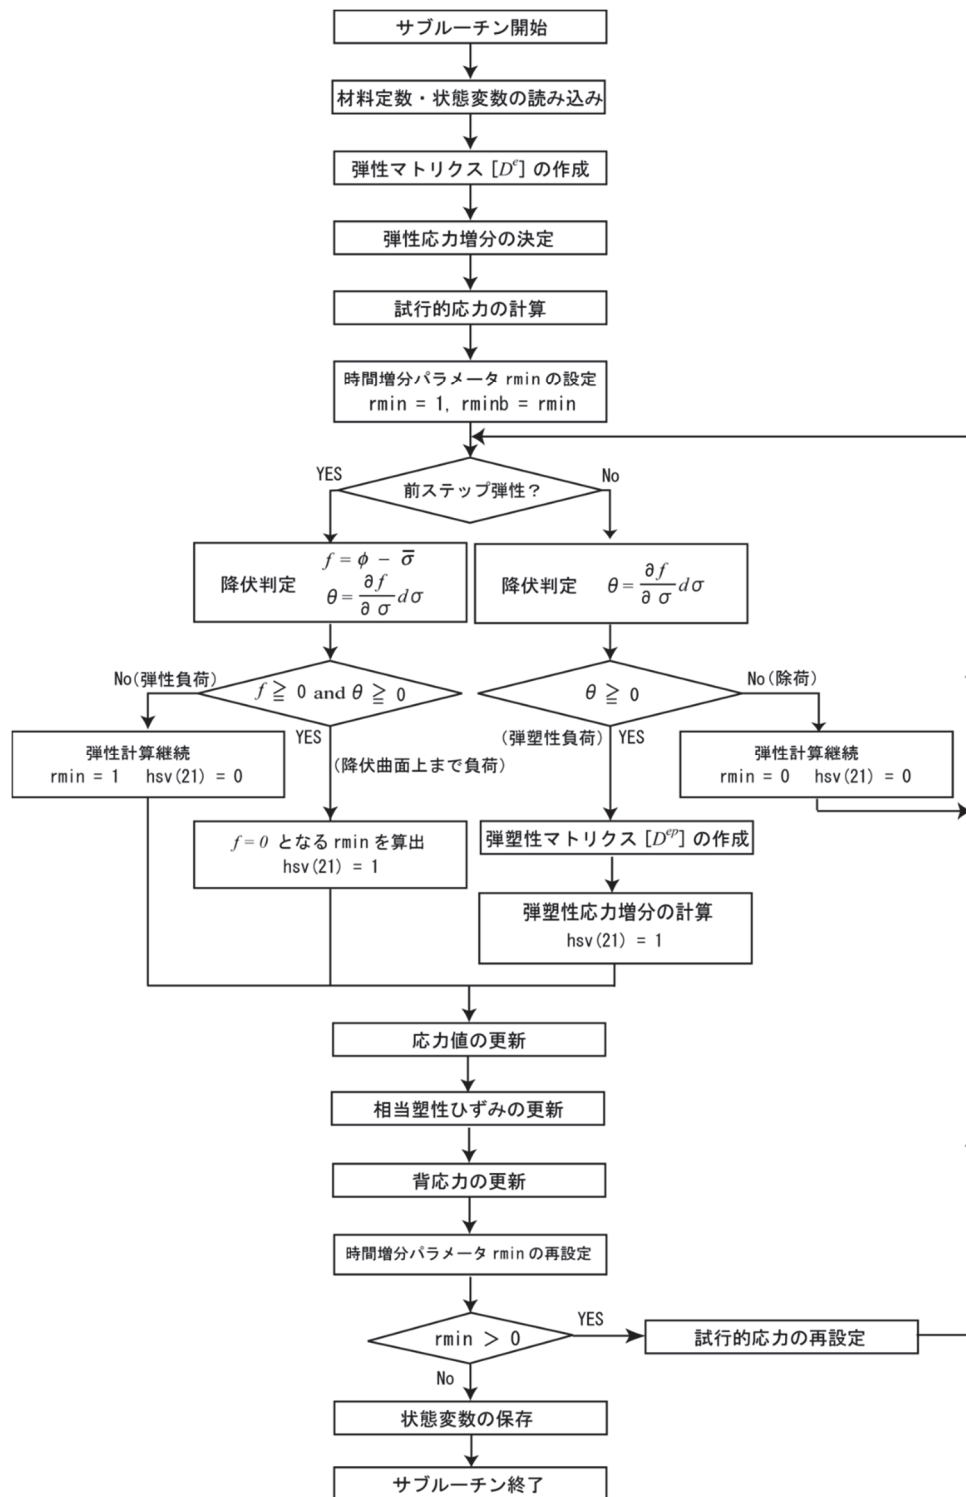 サブルーチン開始
材料定数・状態変数の読み込み
弾性マトリクス [D^e] の作成
弾性応力増分の決定
試行的応力の計算
時間増分パラメータ rmin の設定
rmin = 1, rminb = rmin
YES
前ステップ弾性？
No
降伏判定
f = ϕ − σ̅
θ = ∂f/∂σ dσ
降伏判定 θ = ∂f/∂σ dσ
No(弾性負荷)
f ≧ 0 and θ ≧ 0
YES
(降伏曲面上まで負荷)
θ ≧ 0
No(除荷)
(弾塑性負荷) YES
弾性計算継続
rmin = 1 hsv(21) = 0
弾性計算継続
rmin = 0 hsv(21) = 0
f=0 となる rmin を算出
hsv(21) = 1
弾塑性マトリクス [D^ep] の作成
弾塑性応力増分の計算
hsv(21) = 1
応力値の更新
相当塑性ひずみの更新
背応力の更新
時間増分パラメータ rmin の再設定
rmin > 0
YES
試行的応力の再設定
No
状態変数の保存
サブルーチン終了